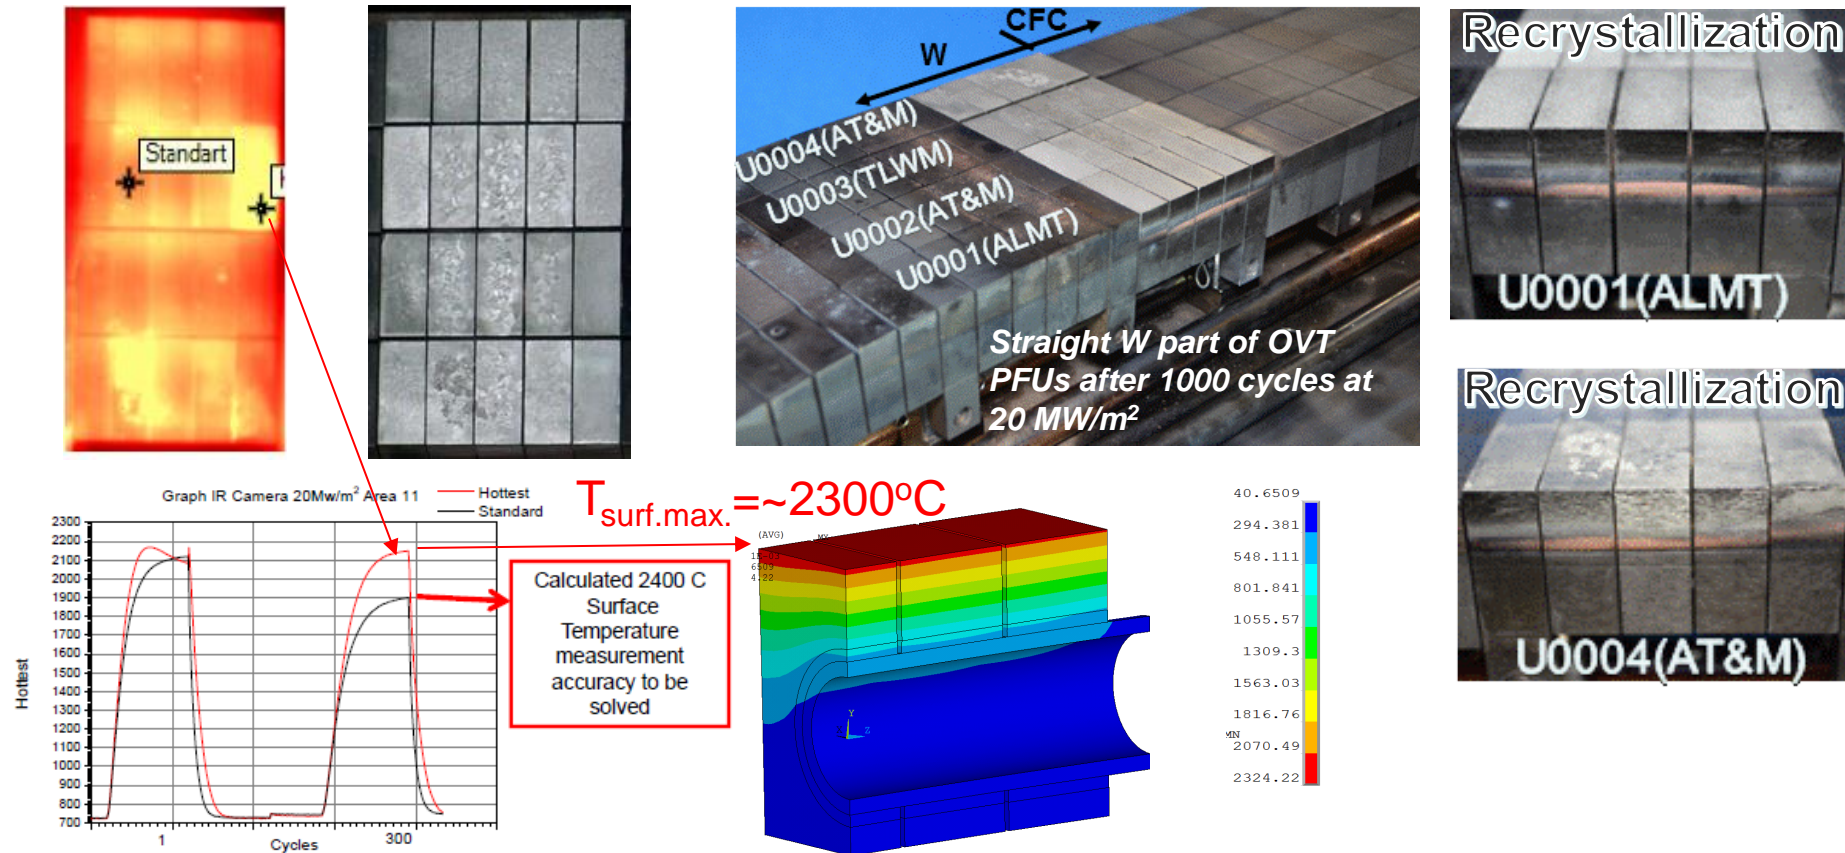 Standart
CFC
W
U0004(AT&M)
U0003(TLWM)
U0002(AT&M)
U0001(ALMT)
Straight W part of OVT
PFUs after 1000 cycles at
20 MW/m²
Recrystallization
U0001(ALMT)
Recrystallization
U0004(AT&M)
Graph IR Camera 20Mw/m² Area 11
Hottest
Standard
2300
2200
2100
2000
1900
1800
1700
1600
1500
1400
1300
1200
1100
1000
900
800
700
Hottest
1
300
Cycles
Tsurf.max.=~2300°C
Calculated 2400 C
Surface
Temperature
measurement
accuracy to be
solved
(AVG)
6509
4.22
Y
Z
40.6509
294.381
548.111
801.841
1055.57
1309.3
1563.03
1816.76
MN
2070.49
2324.22